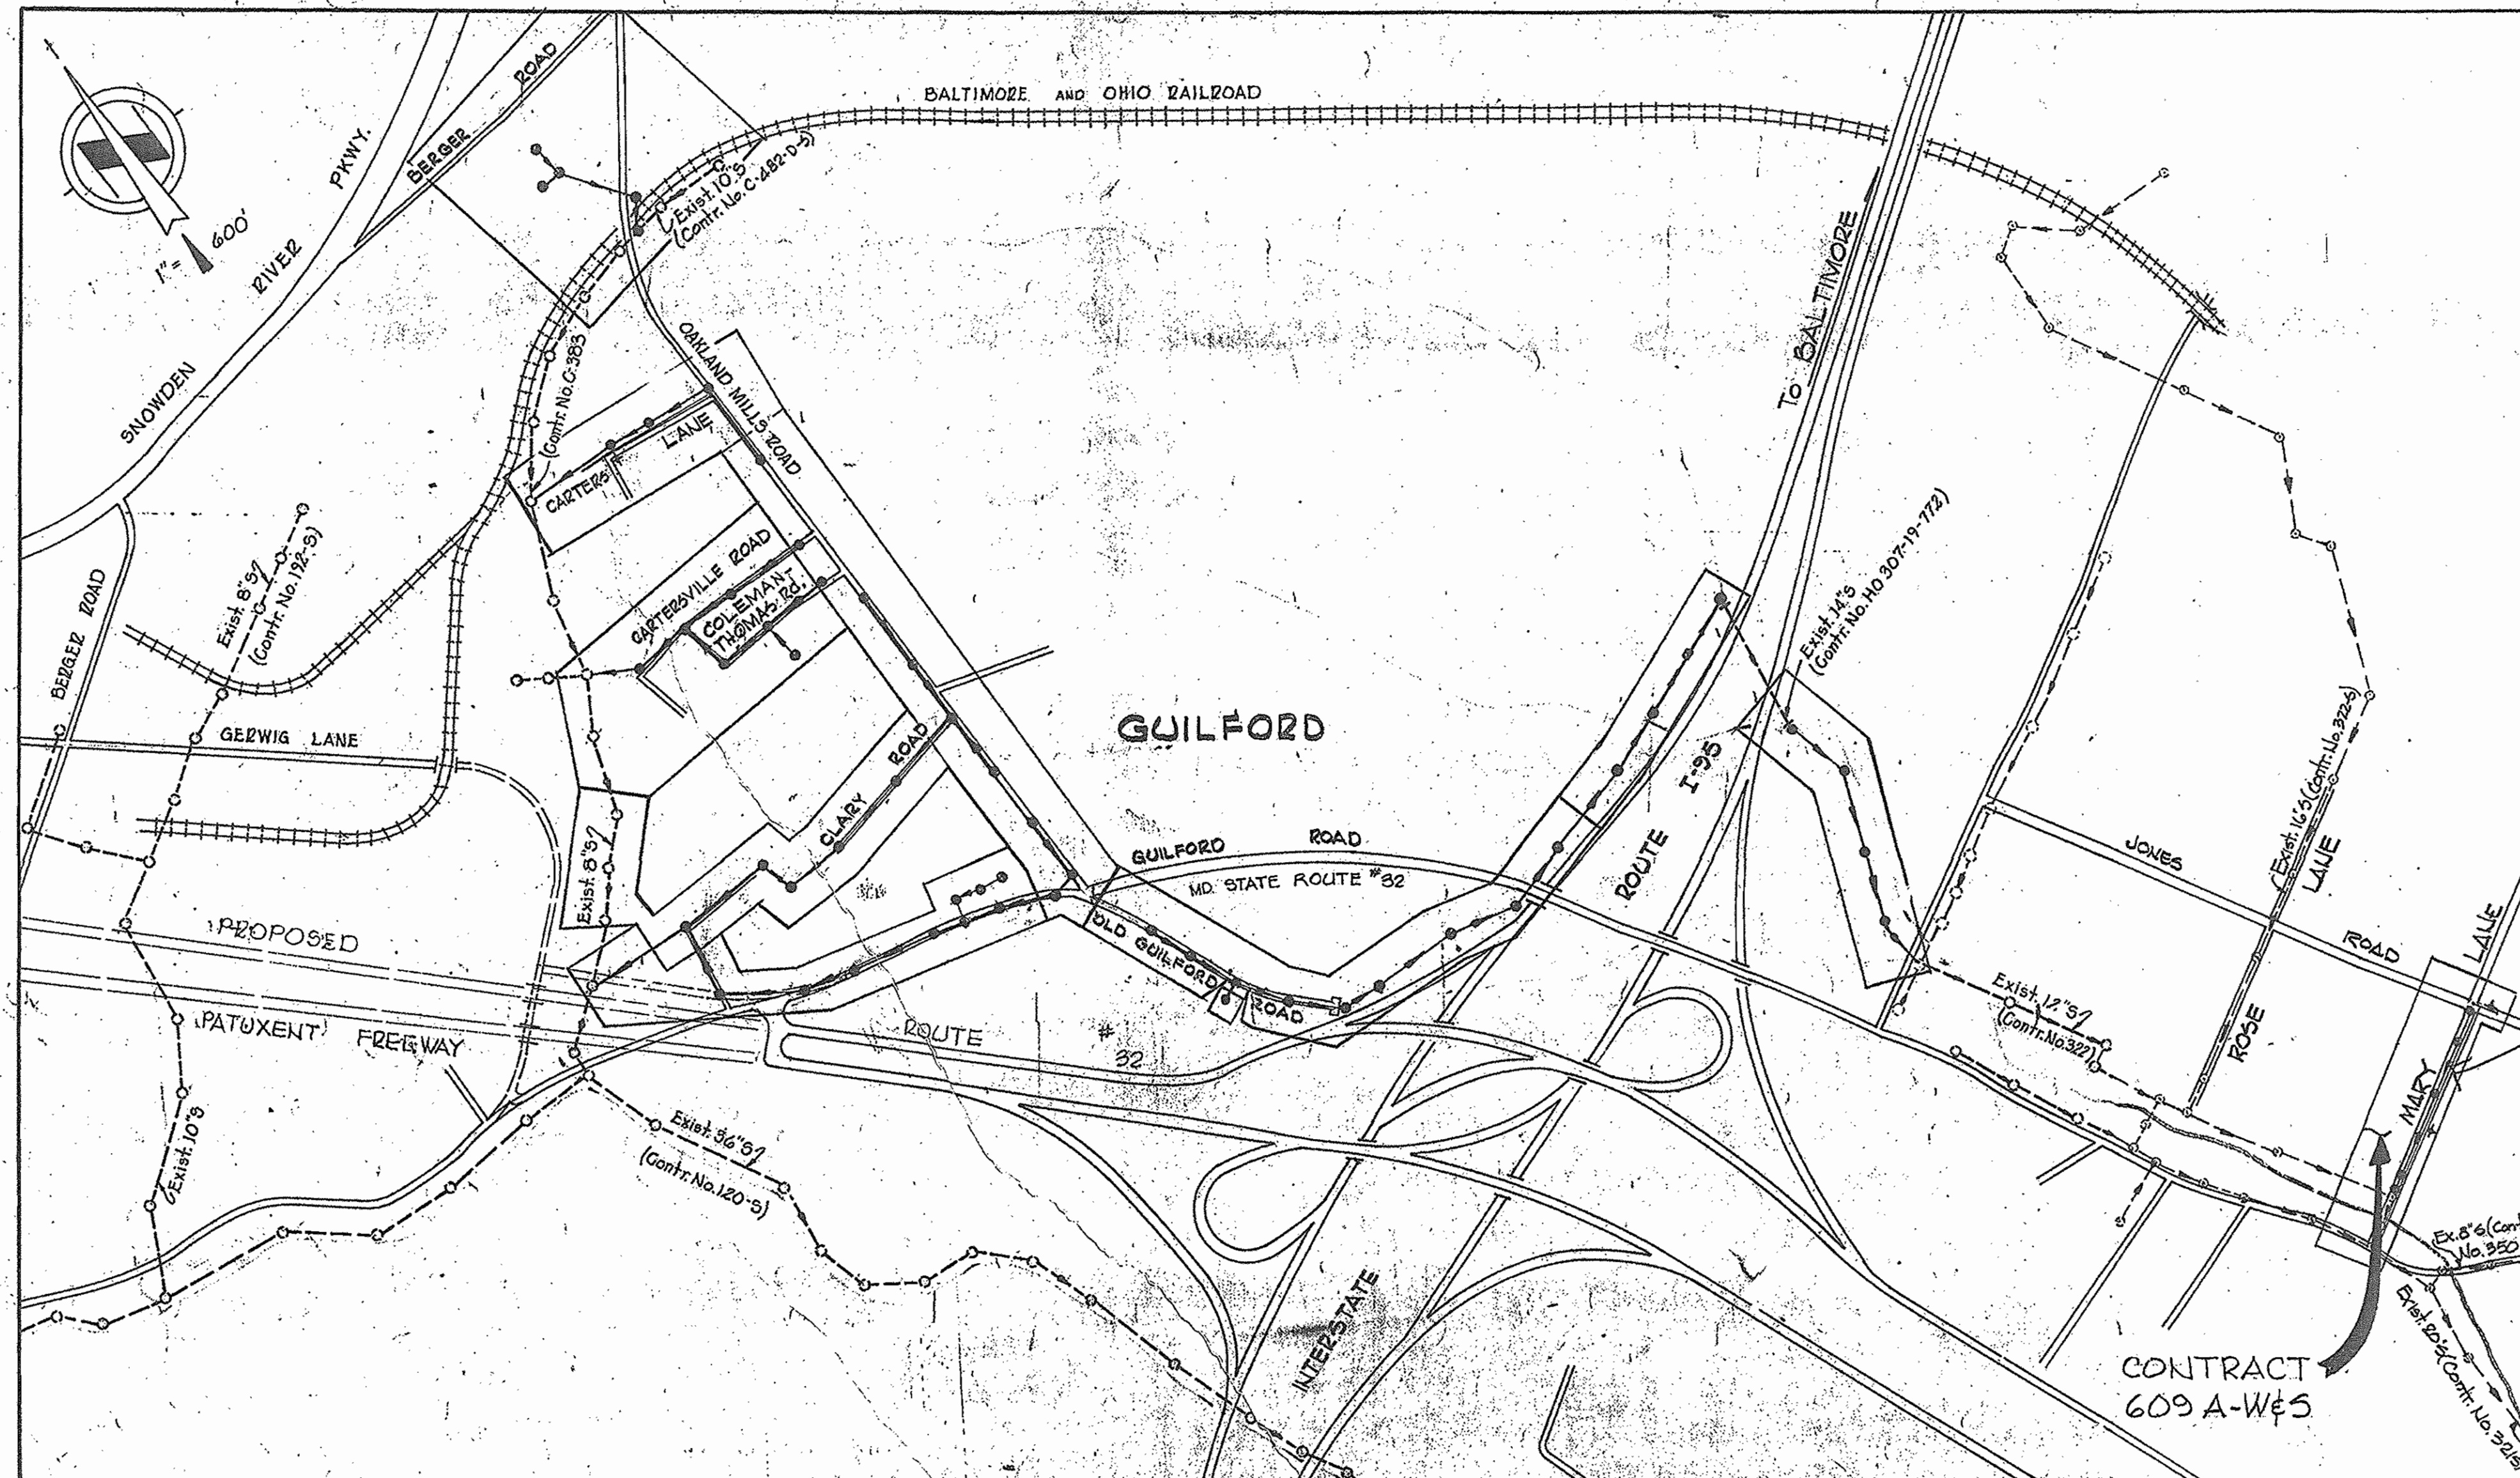 BALTIMORE AND OHIO RAILROAD
BERGER ROAD
PKWY.
RIVER
SNOWDEN
1"= 600'
Exist. 10"S
(Contr. No. C-482-D-S)
(Contr. No. C-383
OAKLAND MILLS ROAD
CARTERS LANE
TO BALTIMORE
CARTERSVILLE ROAD
COLEMAN-
THOMAS Rd.
Exist. 8"S
(Contr. No. 192-S)
BERGER ROAD
GERWIG LANE
Exist. 14"S
(Contr. No. HO 307-19-772)
GUILFORD
CLARY ROAD
I-95
ROUTE
Exist. 8"S
GUILFORD ROAD
MD. STATE ROUTE #32
OLD GUILFORD ROAD
JONES ROAD
Exist. 16"S (Contr. No. 322-S)
ROSE LANE
MARY LANE
PROPOSED
PATUXENT FREEWAY
ROUTE # 32
Exist. 12"S
(Contr. No. 322)
Exist. 10"S
Exist. 36"S
(Contr. No. 120-S)
INTERSTATE
Ex. 8"S (Cont
No. 350
CONTRACT
609 A-W&S